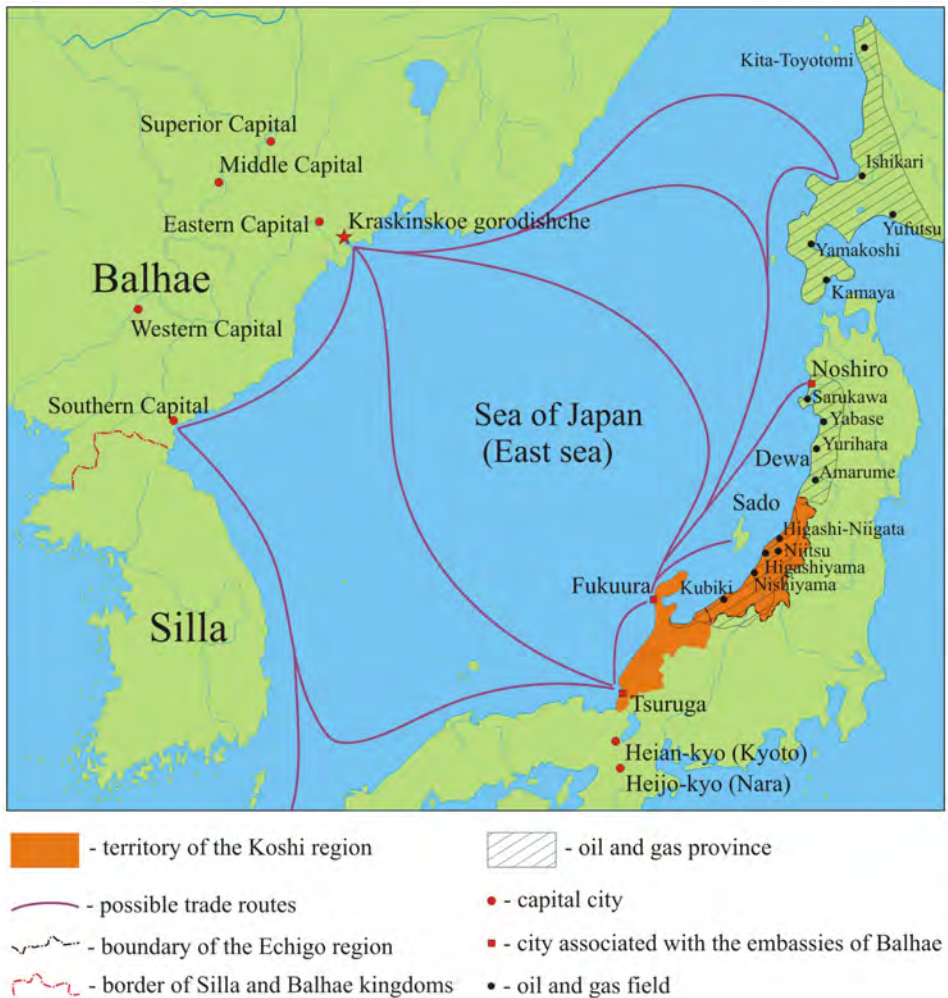 Kita-Toyotomi
Superior Capital
Middle Capital
Ishikari
Eastern Capital
Kraskinskoe gorodishche
Yufutsu
Yamakoshi
Balhae
Kamaya
Western Capital
Noshiro
Southern Capital
Sarukawa
Sea of Japan
(East sea)
Yabase
Yurihara
Dewa
Amarume
Sado
Higashi-Niigata
Niitsu
Higashiyama
Fukuura
Kubiki
Nishiyama
Silla
Tsuruga
Heian-kyo (Kyoto)
Heijo-kyo (Nara)
- territory of the Koshi region
- oil and gas province
- possible trade routes
- capital city
- boundary of the Echigo region
- city associated with the embassies of Balhae
- border of Silla and Balhae kingdoms
- oil and gas field